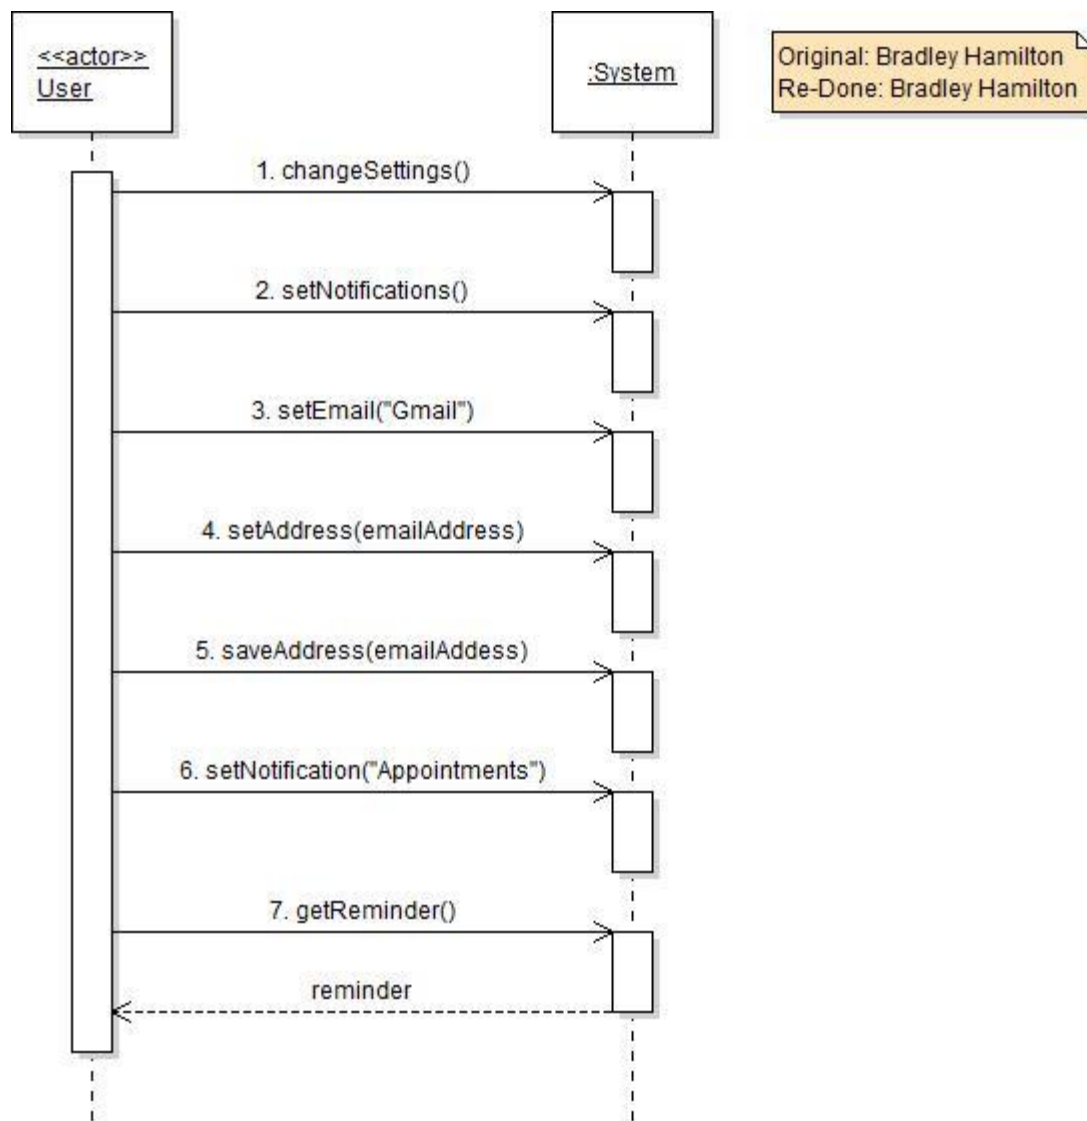 <<actor>>
User
:System
Original: Bradley Hamilton
Re-Done: Bradley Hamilton
1. changeSettings()
2. setNotifications()
3. setEmail("Gmail")
4. setAddress(emailAddress)
5. saveAddress(emailAddess)
6. setNotification("Appointments")
7. getReminder()
reminder